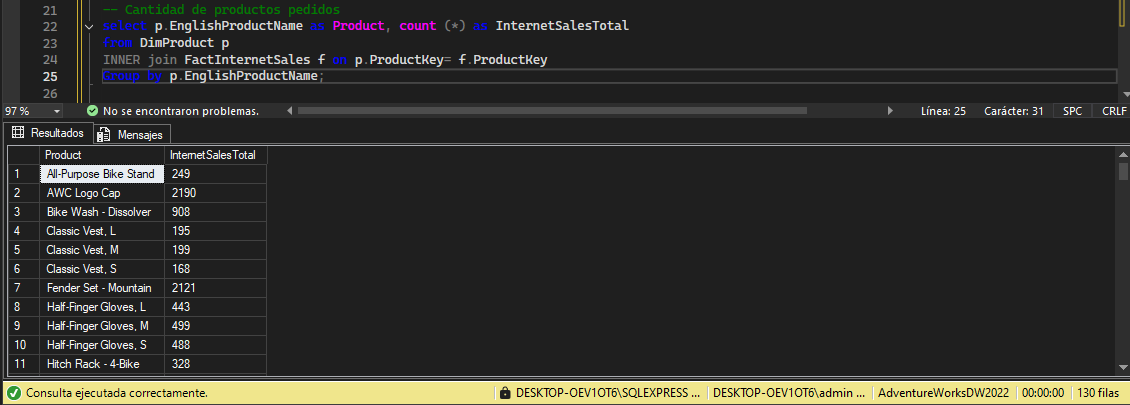 21 -- Cantidad de productos pedidos
22 select p.EnglishProductName as Product, count (*) as InternetSalesTotal
23 from DimProduct p
24 INNER join FactInternetSales f on p.ProductKey= f.ProductKey
25 Group by p.EnglishProductName;
26
97 % No se encontraron problemas. Línea: 25 Carácter: 31 SPC CRLF
Resultados Mensajes
Product InternetSalesTotal
1 All-Purpose Bike Stand 249
2 AWC Logo Cap 2190
3 Bike Wash - Dissolver 908
4 Classic Vest, L 195
5 Classic Vest, M 199
6 Classic Vest, S 168
7 Fender Set - Mountain 2121
8 Half-Finger Gloves, L 443
9 Half-Finger Gloves, M 499
10 Half-Finger Gloves, S 488
11 Hitch Rack - 4-Bike 328
Consulta ejecutada correctamente. DESKTOP-OEV1OT6\SQLEXPRESS ... DESKTOP-OEV1OT6\admin ... AdventureWorksDW2022 00:00:00 130 filas